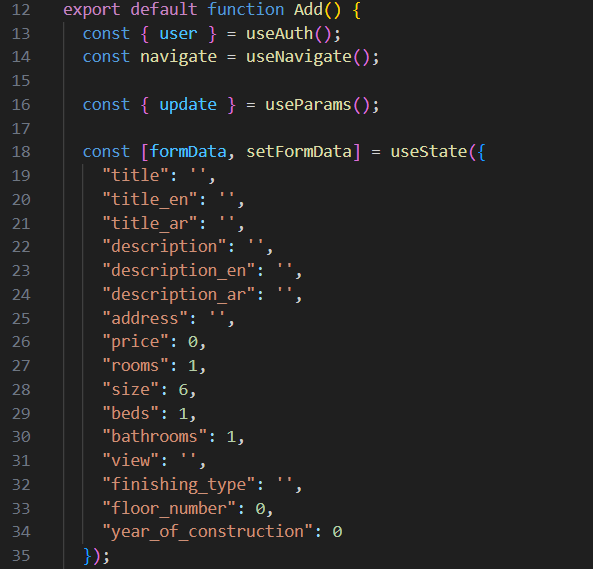 12 export default function Add() {
13 const { user } = useAuth();
14 const navigate = useNavigate();
15
16 const { update } = useParams();
17
18 const [formData, setFormData] = useState({
19 "title": '',
20 "title_en": '',
21 "title_ar": '',
22 "description": '',
23 "description_en": '',
24 "description_ar": '',
25 "address": '',
26 "price": 0,
27 "rooms": 1,
28 "size": 6,
29 "beds": 1,
30 "bathrooms": 1,
31 "view": '',
32 "finishing_type": '',
33 "floor_number": 0,
34 "year_of_construction": 0
35 });